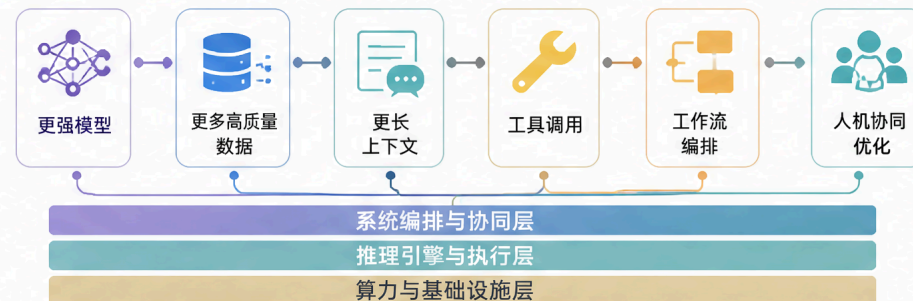 更强模型
更多高质量
数据
更长
上下文
工具调用
工作流
编排
人机协同
优化
系统编排与协同层
推理引擎与执行层
算力与基础设施层